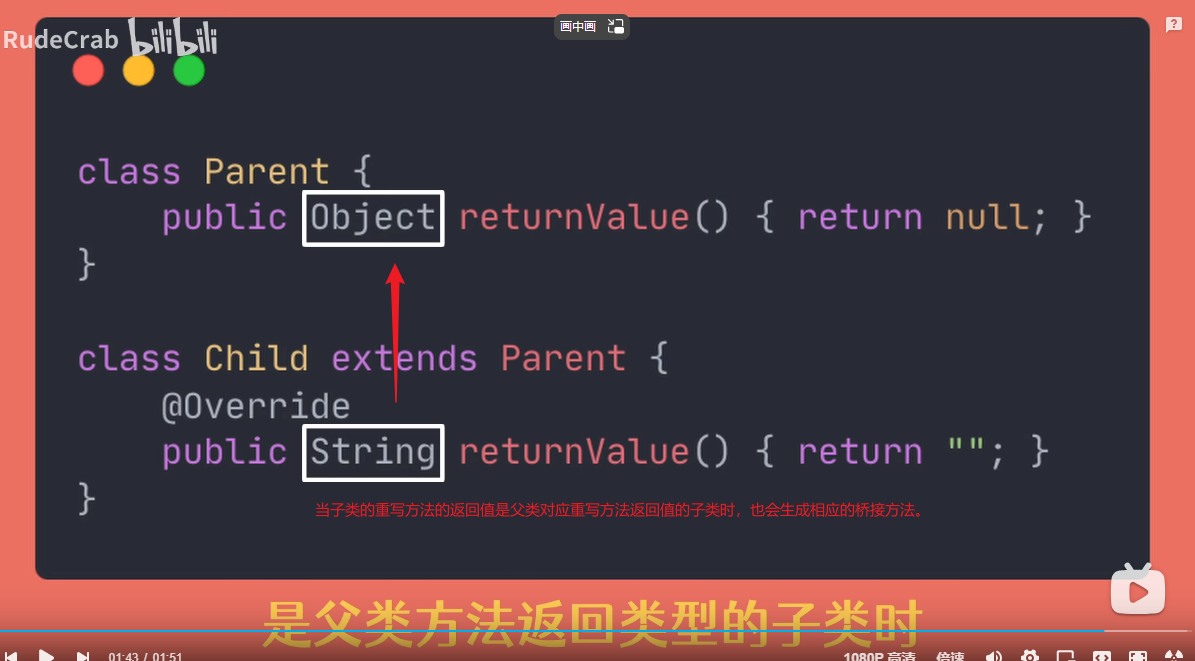 RudeCrab bilibili
画中画
class Parent {
public Object returnValue() { return null; }
}
class Child extends Parent {
@Override
public String returnValue() { return ""; }
}
当子类的重写方法的返回值是父类对应重写方法返回值的子类时，也会生成相应的桥接方法。
是父类方法返回类型的子类时
01:43 / 01:51
1080P 高清
倍速